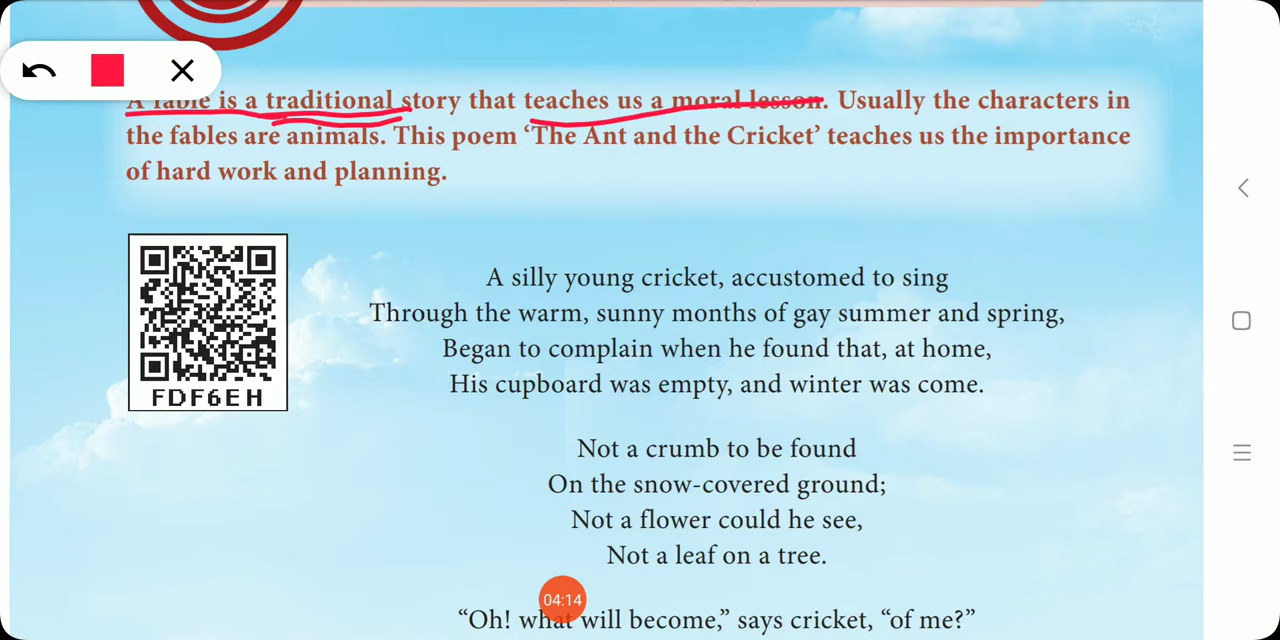 A fable is a traditional story that teaches us a moral lesson. Usually the characters in
the fables are animals. This poem ‘The Ant and the Cricket’ teaches us the importance
of hard work and planning.
FDF6EH
A silly young cricket, accustomed to sing
Through the warm, sunny months of gay summer and spring,
Began to complain when he found that, at home,
His cupboard was empty, and winter was come.
Not a crumb to be found
On the snow-covered ground;
Not a flower could he see,
Not a leaf on a tree.
04:14
“Oh! what will become,” says cricket, “of me?”